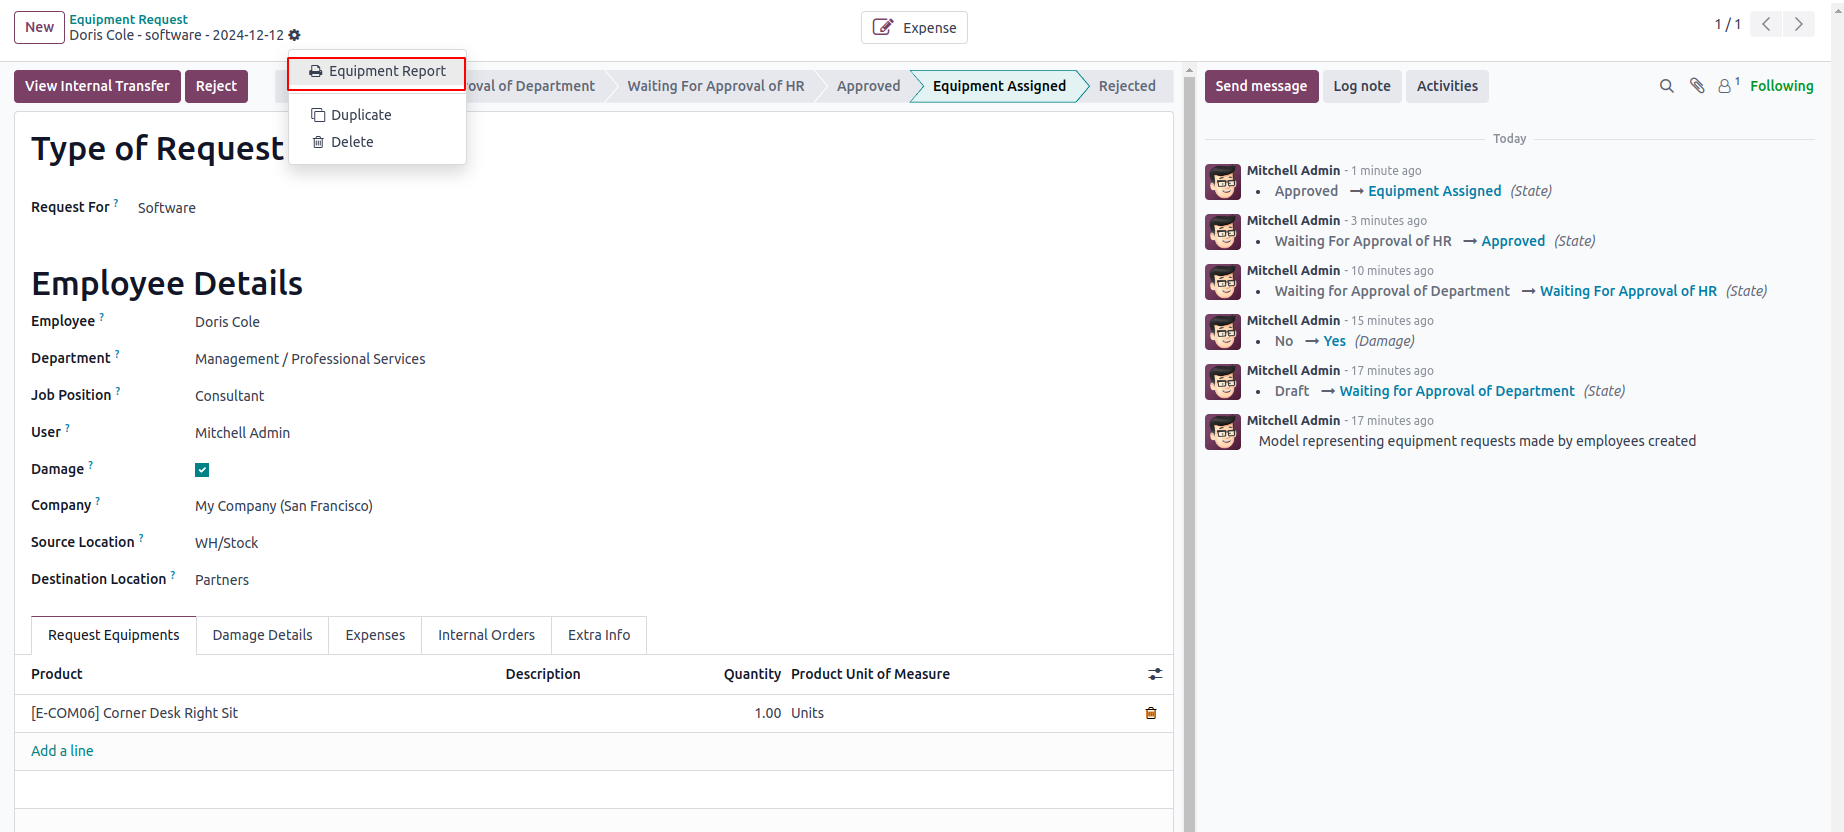 New
Equipment Request
Doris Cole - software - 2024-12-12
Expense
1 / 1
Equipment Report
Duplicate
Delete
View Internal Transfer
Reject
roval of Department
Waiting For Approval of HR
Approved
Equipment Assigned
Rejected
Send message
Log note
Activities
1
Following
Type of Request
Request For ?
Software
Employee Details
Employee ?
Doris Cole
Department ?
Management / Professional Services
Job Position ?
Consultant
User ?
Mitchell Admin
Damage ?
Company ?
My Company (San Francisco)
Source Location ?
WH/Stock
Destination Location ?
Partners
Request Equipments
Damage Details
Expenses
Internal Orders
Extra Info
Product
Description
Quantity
Product Unit of Measure
[E-COM06] Corner Desk Right Sit
1.00
Units
Add a line
Today
Mitchell Admin - 1 minute ago
• Approved → Equipment Assigned (State)
Mitchell Admin - 3 minutes ago
• Waiting For Approval of HR → Approved (State)
Mitchell Admin - 10 minutes ago
• Waiting for Approval of Department → Waiting For Approval of HR (State)
Mitchell Admin - 15 minutes ago
• No → Yes (Damage)
Mitchell Admin - 17 minutes ago
• Draft → Waiting for Approval of Department (State)
Mitchell Admin - 17 minutes ago
Model representing equipment requests made by employees created